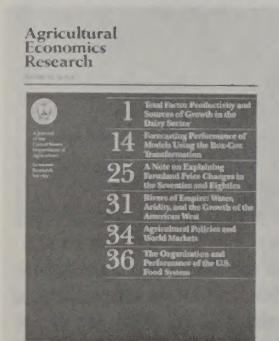 Agricultural
Economics
Research
A Journal
of the
United States
Department of
Agriculture
Economic
Research
Service
1
Total Factor Productivity and
Sources of Growth in the
Dairy Sector
14
Forecasting Performance of
Models Using the Box-Cox
Transformation
25
A Note on Explaining
Farmland Price Changes in
the Seventies and Eighties
31
Rivers of Empire: Water,
Aridity, and the Growth of the
American West
34
Agricultural Policies and
World Markets
36
The Organization and
Performance of the U.S.
Food System